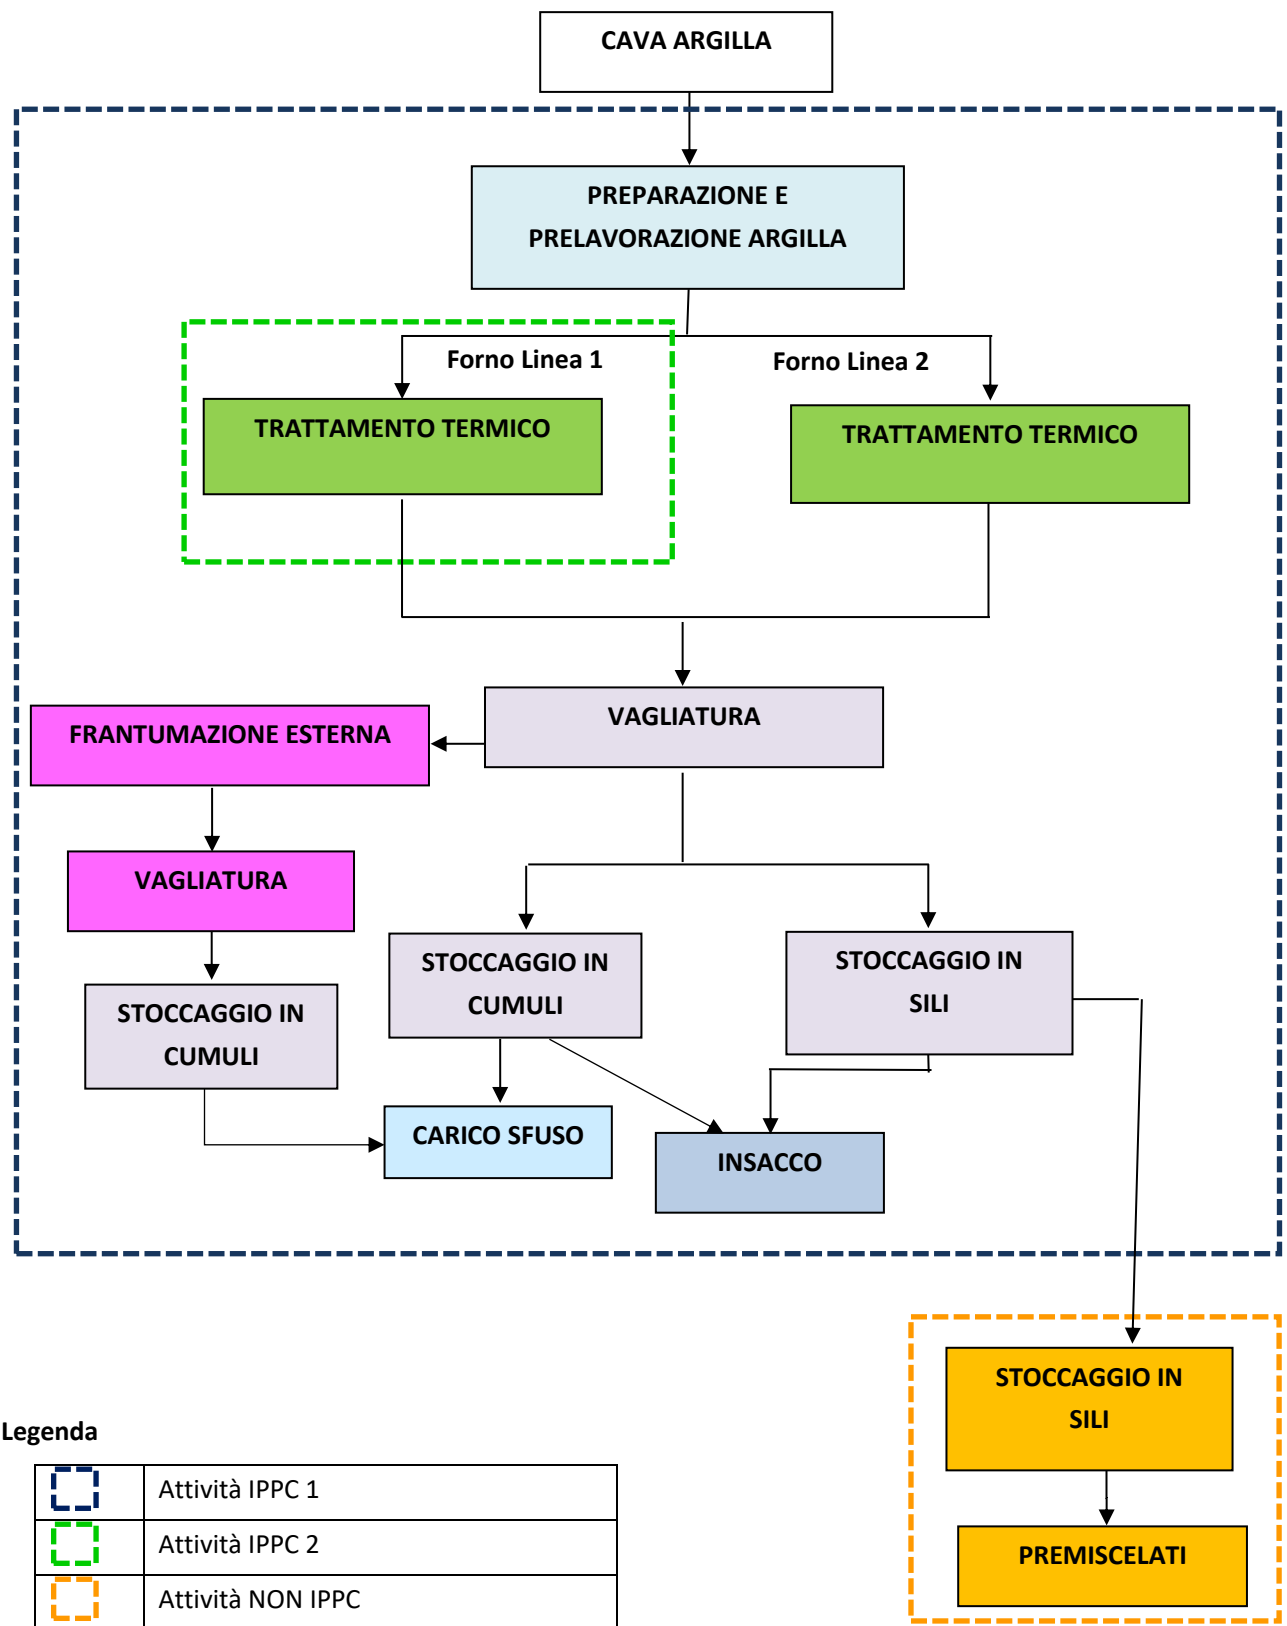 CAVA ARGILLA
PREPARAZIONE E
PRELAVORAZIONE ARGILLA
Forno Linea 1
Forno Linea 2
TRATTAMENTO TERMICO
TRATTAMENTO TERMICO
VAGLIATURA
FRANTUMAZIONE ESTERNA
VAGLIATURA
STOCCAGGIO IN
CUMULI
STOCCAGGIO IN
SILI
STOCCAGGIO IN
CUMULI
CARICO SFUSO
INSACCO
STOCCAGGIO IN
SILI
PREMISCELATI
Legenda
Attività IPPC 1
Attività IPPC 2
Attività NON IPPC